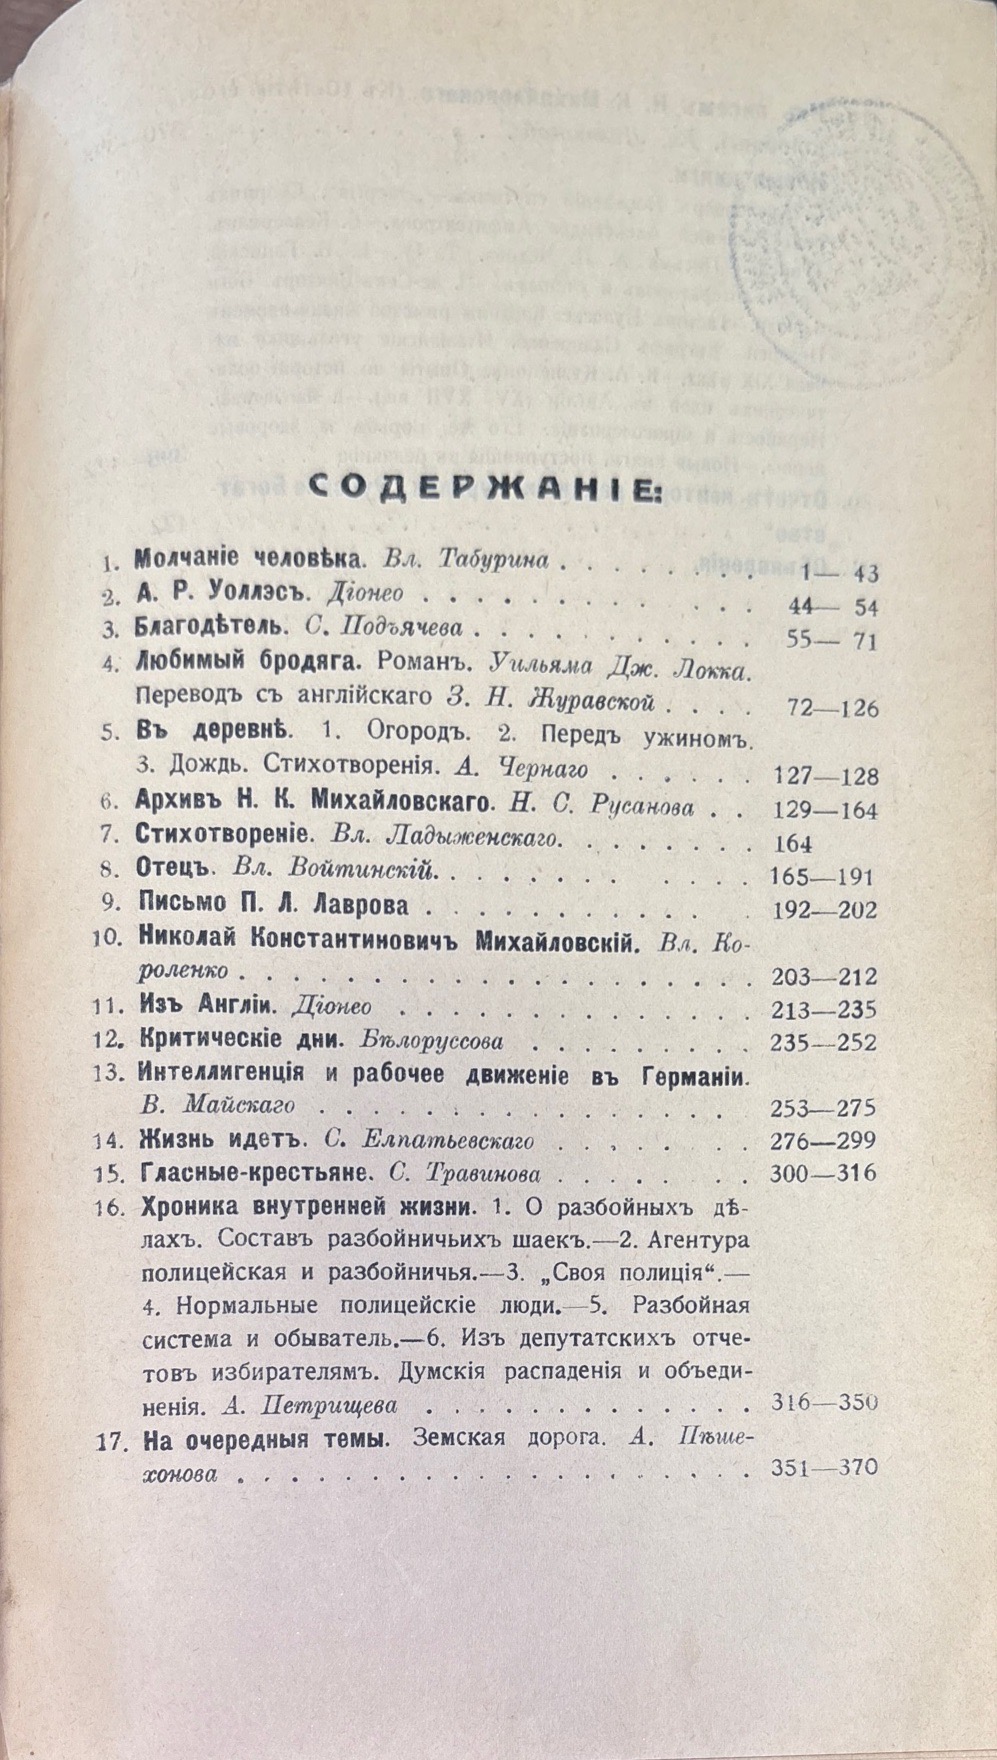 СОДЕРЖАНІЕ:
1. Молчаніе человѣка. Вл. Табурина . . . . . . . . 1— 43
2. А. Р. Уоллэсъ. Діонео . . . . . . . . . 44— 54
3. Благодѣтель. С. Подъячева . . . . . . . . . . . 55— 71
4. Любимый бродяга. Романъ. Уильяма Дж. Локка.
Переводъ съ англійскаго З. Н. Журавской . . . . 72—126
5. Въ деревнѣ. 1. Огородъ. 2. Передъ ужиномъ.
3. Дождь. Стихотворенія. А. Чернаго . . . . . . 127—128
6. Архивъ Н. К. Михайловскаго. Н. С. Русанова . . 129—164
7. Стихотвореніе. Вл. Ладыженскаго. . . . . . . . 164
8. Отецъ. Вл. Войтинскій. . . . . . . . . . . 165—191
9. Письмо П. Л. Лаврова . . . . . . . . . . . . 192—202
10. Николай Константиновичъ Михайловскій. Вл. Ко-
роленко . . . . . . . . . . . . . . . . . . . 203—212
11. Изъ Англіи. Діонео . . . . . . . . . . . . . 213—235
12. Критическіе дни. Бѣлоруссова . . . . . . . . . 235—252
13. Интеллигенція и рабочее движеніе въ Германіи.
В. Майскаго . . . . . . . . . . . . . . . 253—275
14. Жизнь идетъ. С. Елпатьевскаго . . . . . . . 276—299
15. Гласные-крестьяне. С. Травинова . . . . . . . 300—316
16. Хроника внутренней жизни. 1. О разбойныхъ дѣ-
лахъ. Составъ разбойничьихъ шаекъ.—2. Агентура
полицейская и разбойничья.—3. „Своя полиція“.—
4. Нормальные полицейскіе люди.—5. Разбойная
система и обыватель.—6. Изъ депутатскихъ отче-
товъ избирателямъ. Думскія распаденія и объеди-
ненія. А. Петрищева . . . . . . . . . . . . . 316—350
17. На очередныя темы. Земская дорога. А. Пѣше-
хонова . . . . . . . . . . . . . . . . . . . . 351—370